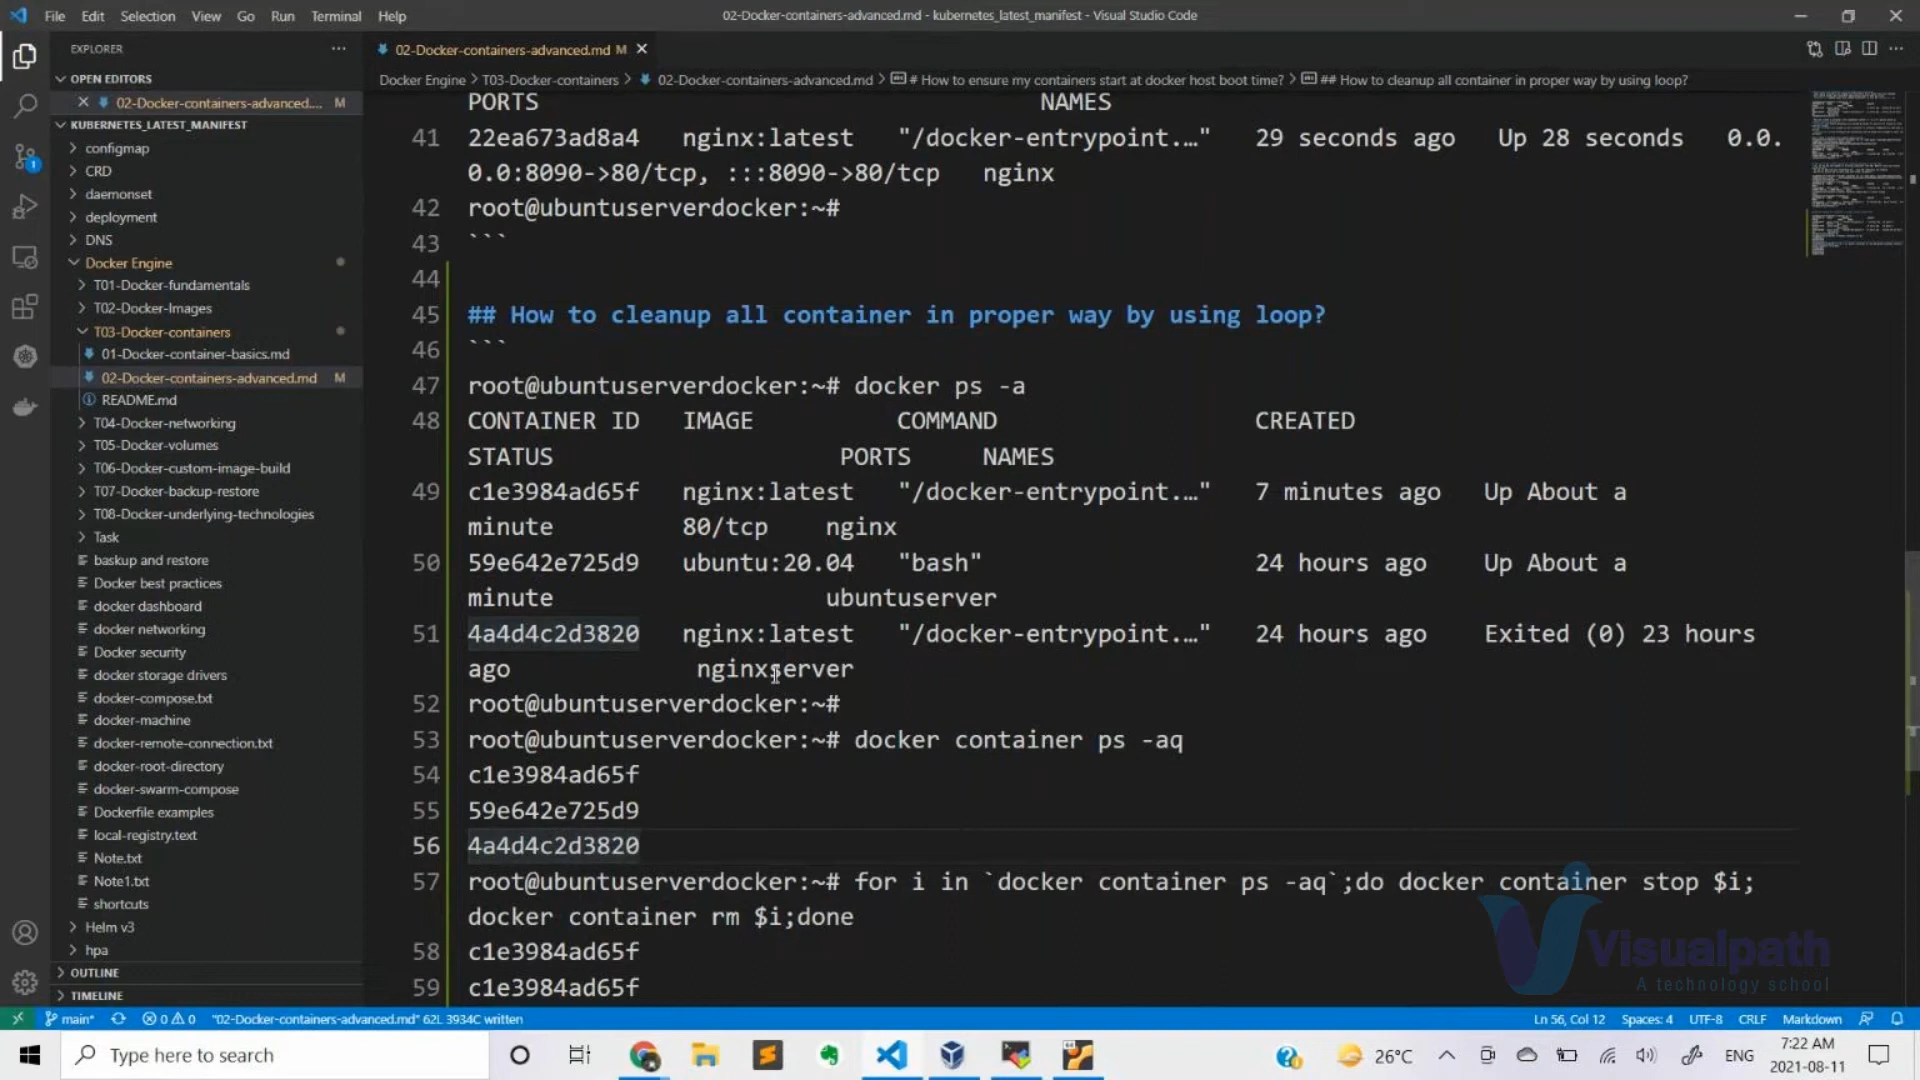 File Edit Selection View Go Run Terminal Help
02-Docker-containers-advanced.md - kubernetes_latest_manifest - Visual Studio Code
EXPLORER
OPEN EDITORS
02-Docker-containers-advanced.... M
KUBERNETES_LATEST_MANIFEST
configmap
CRD
daemonset
deployment
DNS
Docker Engine
T01-Docker-fundamentals
T02-Docker-Images
T03-Docker-containers
01-Docker-container-basics.md
02-Docker-containers-advanced.md M
README.md
T04-Docker-networking
T05-Docker-volumes
T06-Docker-custom-image-build
T07-Docker-backup-restore
T08-Docker-underlying-technologies
Task
baskup and restore
Docker best practices
docker dashboard
docker networking
Docker security
docker storage drivers
docker-compose.txt
docker-machine
docker-remote-connection.txt
docker-root-directory
docker-swarm-compose
Dockerfile examples
local-registry.text
Note.txt
Note1.txt
shortcuts
Helm v3
hpa
OUTLINE
TIMELINE
1
02-Docker-containers-advanced.md M
Docker Engine > T03-Docker-containers > 02-Docker-containers-advanced.md > # How to ensure my containers start at docker host boot time? > ## How to cleanup all container in proper way by using loop?
PORTS NAMES
41 22ea673ad8a4 nginx:latest "/docker-entrypoint.…" 29 seconds ago Up 28 seconds 0.0.
0.0:8090->80/tcp, :::8090->80/tcp nginx
42 root@ubuntuserverdocker:~#
43 ```
44
45 ## How to cleanup all container in proper way by using loop?
46 ```
47 root@ubuntuserverdocker:~# docker ps -a
48 CONTAINER ID IMAGE COMMAND CREATED
STATUS PORTS NAMES
49 c1e3984ad65f nginx:latest "/docker-entrypoint.…" 7 minutes ago Up About a
minute 80/tcp nginx
50 59e642e725d9 ubuntu:20.04 "bash" 24 hours ago Up About a
minute ubuntuserver
51 4a4d4c2d3820 nginx:latest "/docker-entrypoint.…" 24 hours ago Exited (0) 23 hours
ago nginxserver
52 root@ubuntuserverdocker:~#
53 root@ubuntuserverdocker:~# docker container ps -aq
54 c1e3984ad65f
55 59e642e725d9
56 4a4d4c2d3820
57 root@ubuntuserverdocker:~# for i in `docker container ps -aq`;do docker container stop $i;
docker container rm $i;done
58 c1e3984ad65f
59 c1e3984ad65f
Visualpath
A technology school
main* 0 0 "02-Docker-containers-advanced.md" 62L 3934C written
Ln 56, Col 12 Spaces: 4 UTF-8 CRLF Markdown
Type here to search
26°C ENG
7:22 AM
2021-08-11